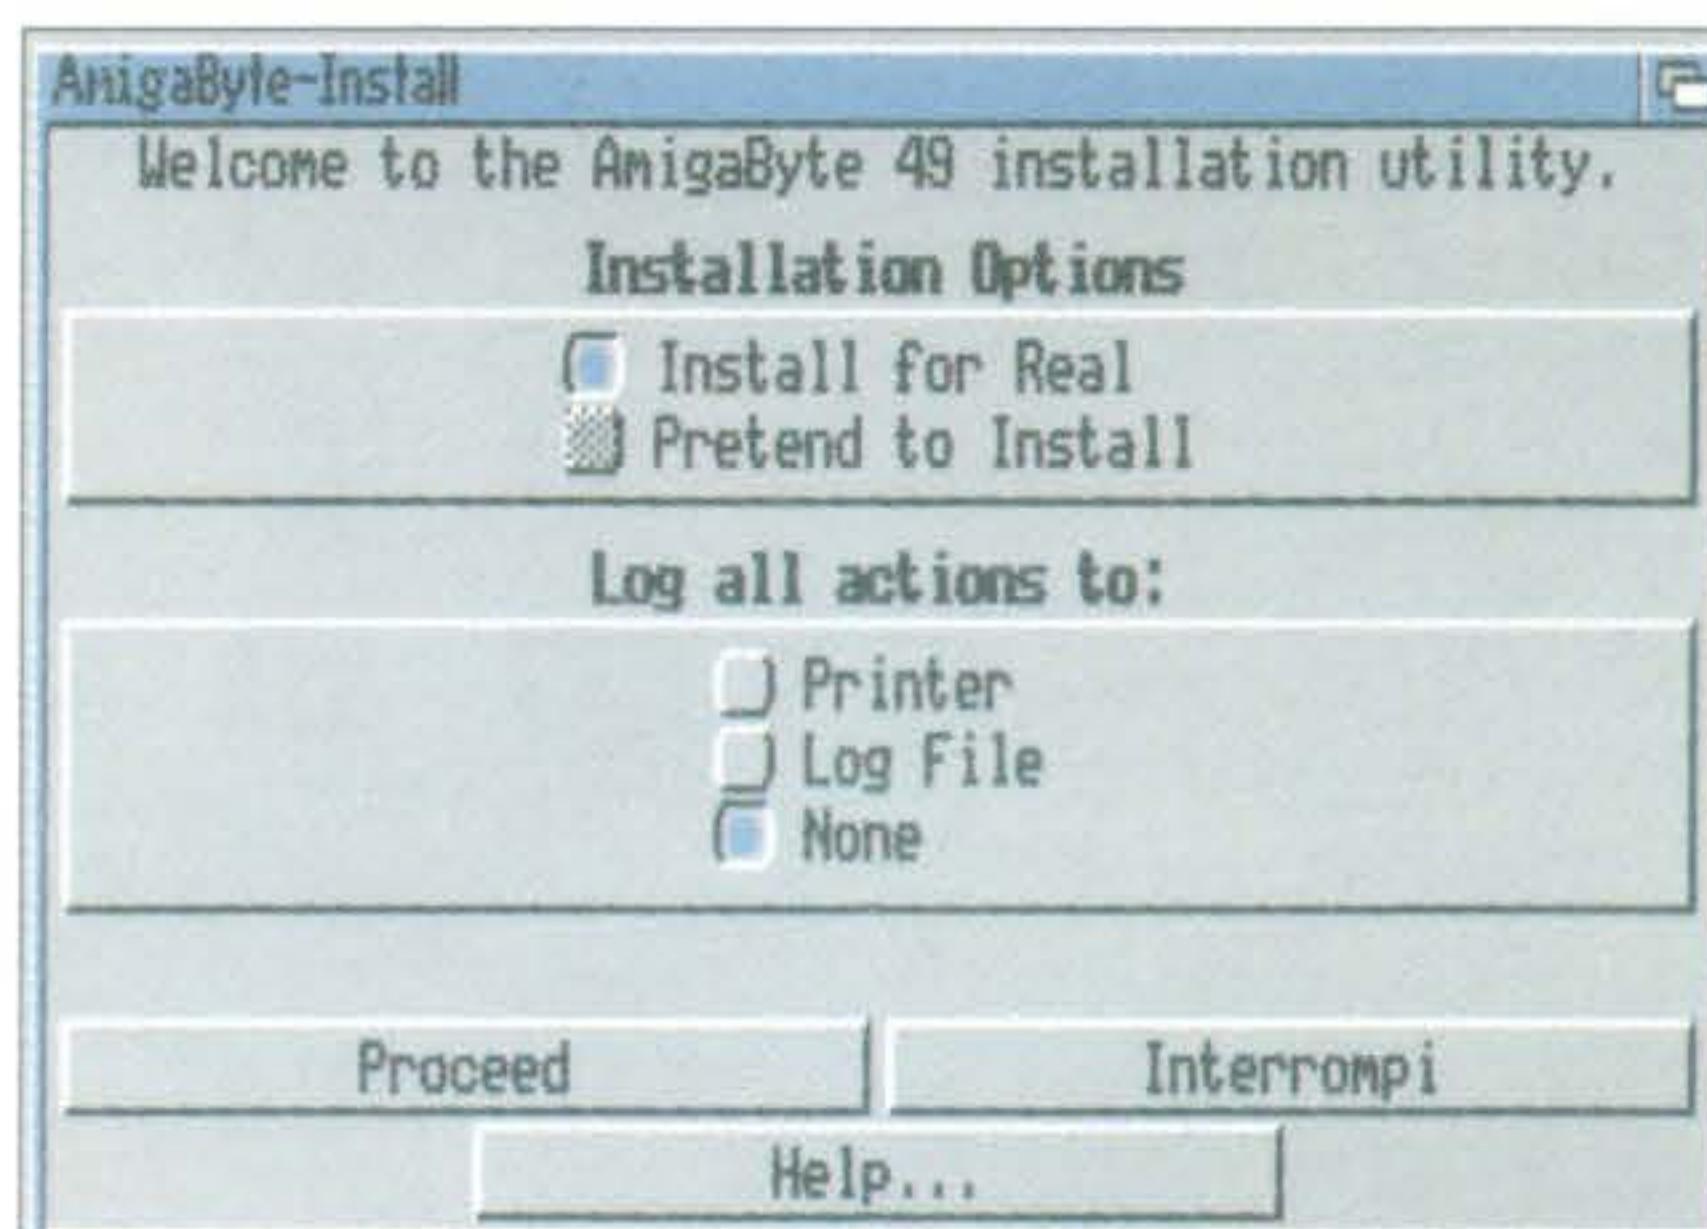 AmigaByte-Install
Welcome to the AmigaByte 49 installation utility.
Installation Options
Install for Real
Pretend to Install
Log all actions to:
Printer
Log File
None
Proceed
Interrompi
Help...